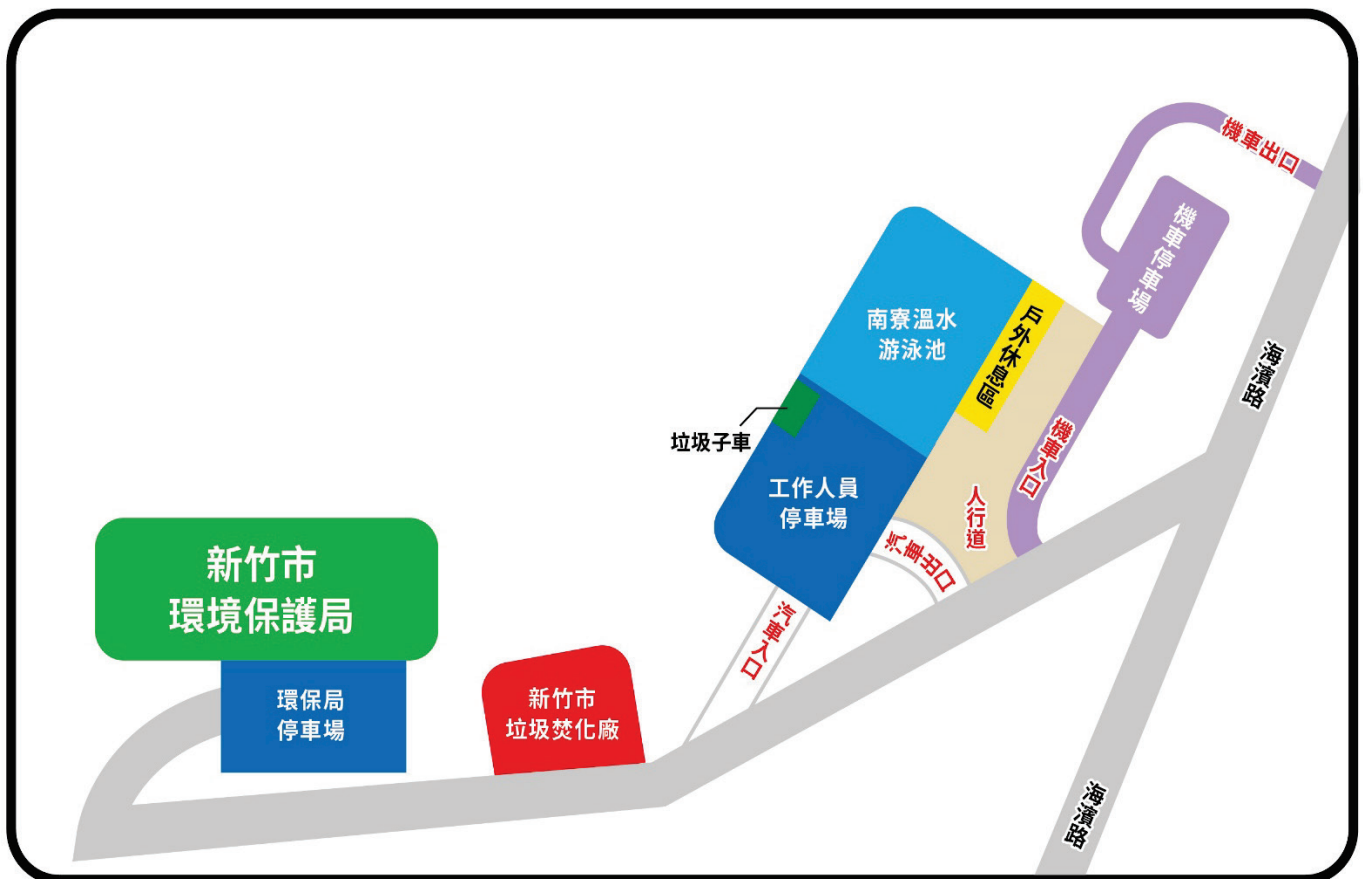 機車出口
機車停車場
南寮溫水
游泳池
戶外休息區
海濱路
垃圾子車
機車入口
工作人員
停車場
人行道
汽車出口
新竹市
環境保護局
汽車入口
環保局
停車場
新竹市
垃圾焚化廠
海濱路